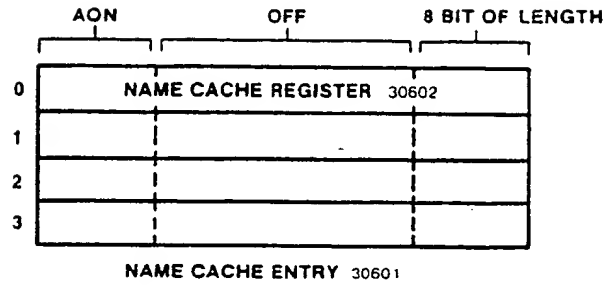 AON OFF 8 BIT OF LENGTH
0 NAME CACHE REGISTER 30602
1
2
3
NAME CACHE ENTRY 30601